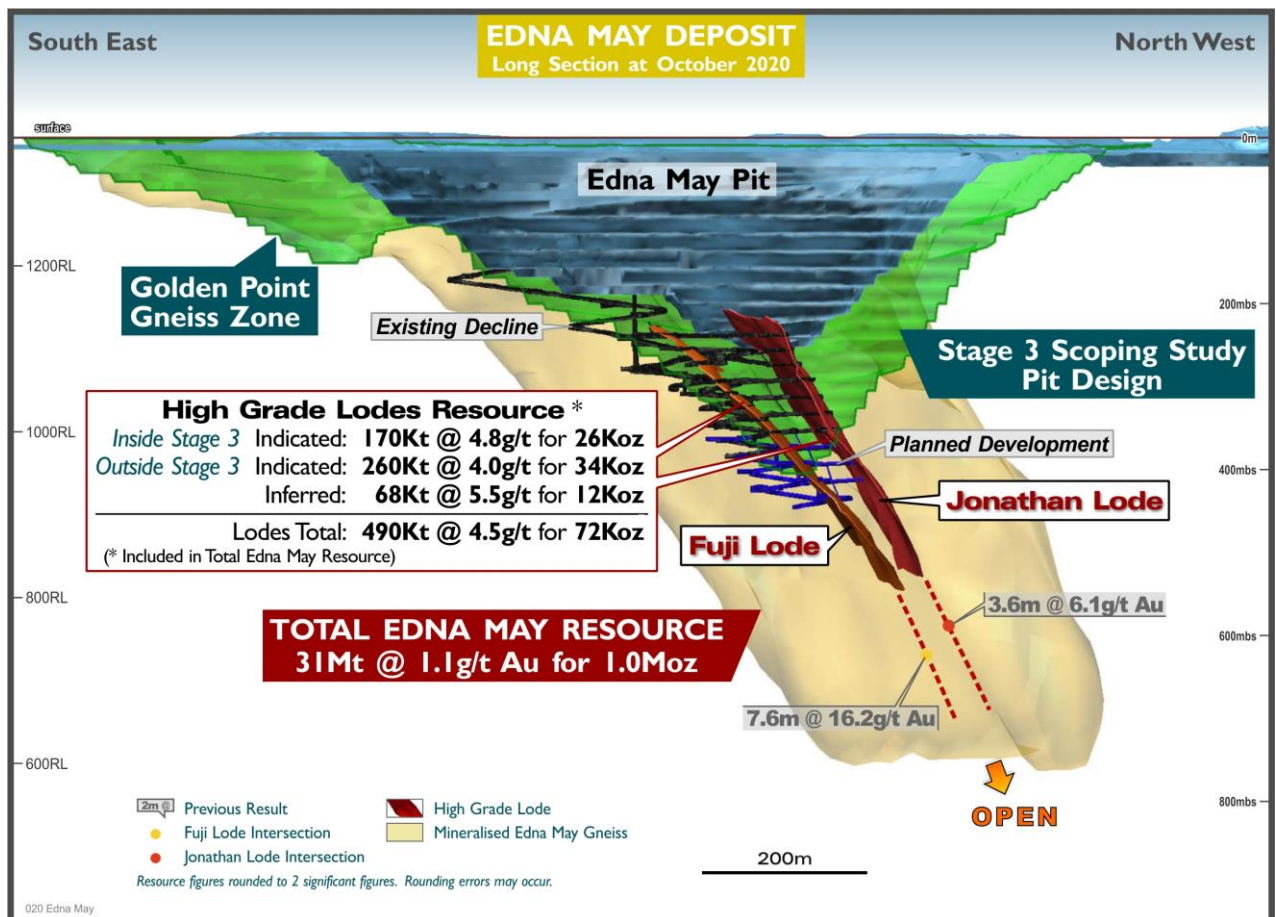 EDNA MAY DEPOSIT
Long Section at October 2020
South East
North West
surface
0m
Edna May Pit
1200RL
Golden Point
Gneiss Zone
Existing Decline
200mbs
Stage 3 Scoping Study
Pit Design
High Grade Lodes Resource *
Inside Stage 3 Indicated: 170Kt @ 4.8g/t for 26Koz
Outside Stage 3 Indicated: 260Kt @ 4.0g/t for 34Koz
Inferred: 68Kt @ 5.5g/t for 12Koz
Lodes Total: 490Kt @ 4.5g/t for 72Koz
(* Included in Total Edna May Resource)
1000RL
Planned Development
400mbs
Jonathan Lode
Fuji Lode
800RL
3.6m @ 6.1g/t Au
TOTAL EDNA MAY RESOURCE
31Mt @ 1.1g/t Au for 1.0Moz
600mbs
7.6m @ 16.2g/t Au
600RL
OPEN
800mbs
2m @ Previous Result
Fuji Lode Intersection
Jonathan Lode Intersection
High Grade Lode
Mineralised Edna May Gneiss
200m
Resource figures rounded to 2 significant figures. Rounding errors may occur.
020 Edna May